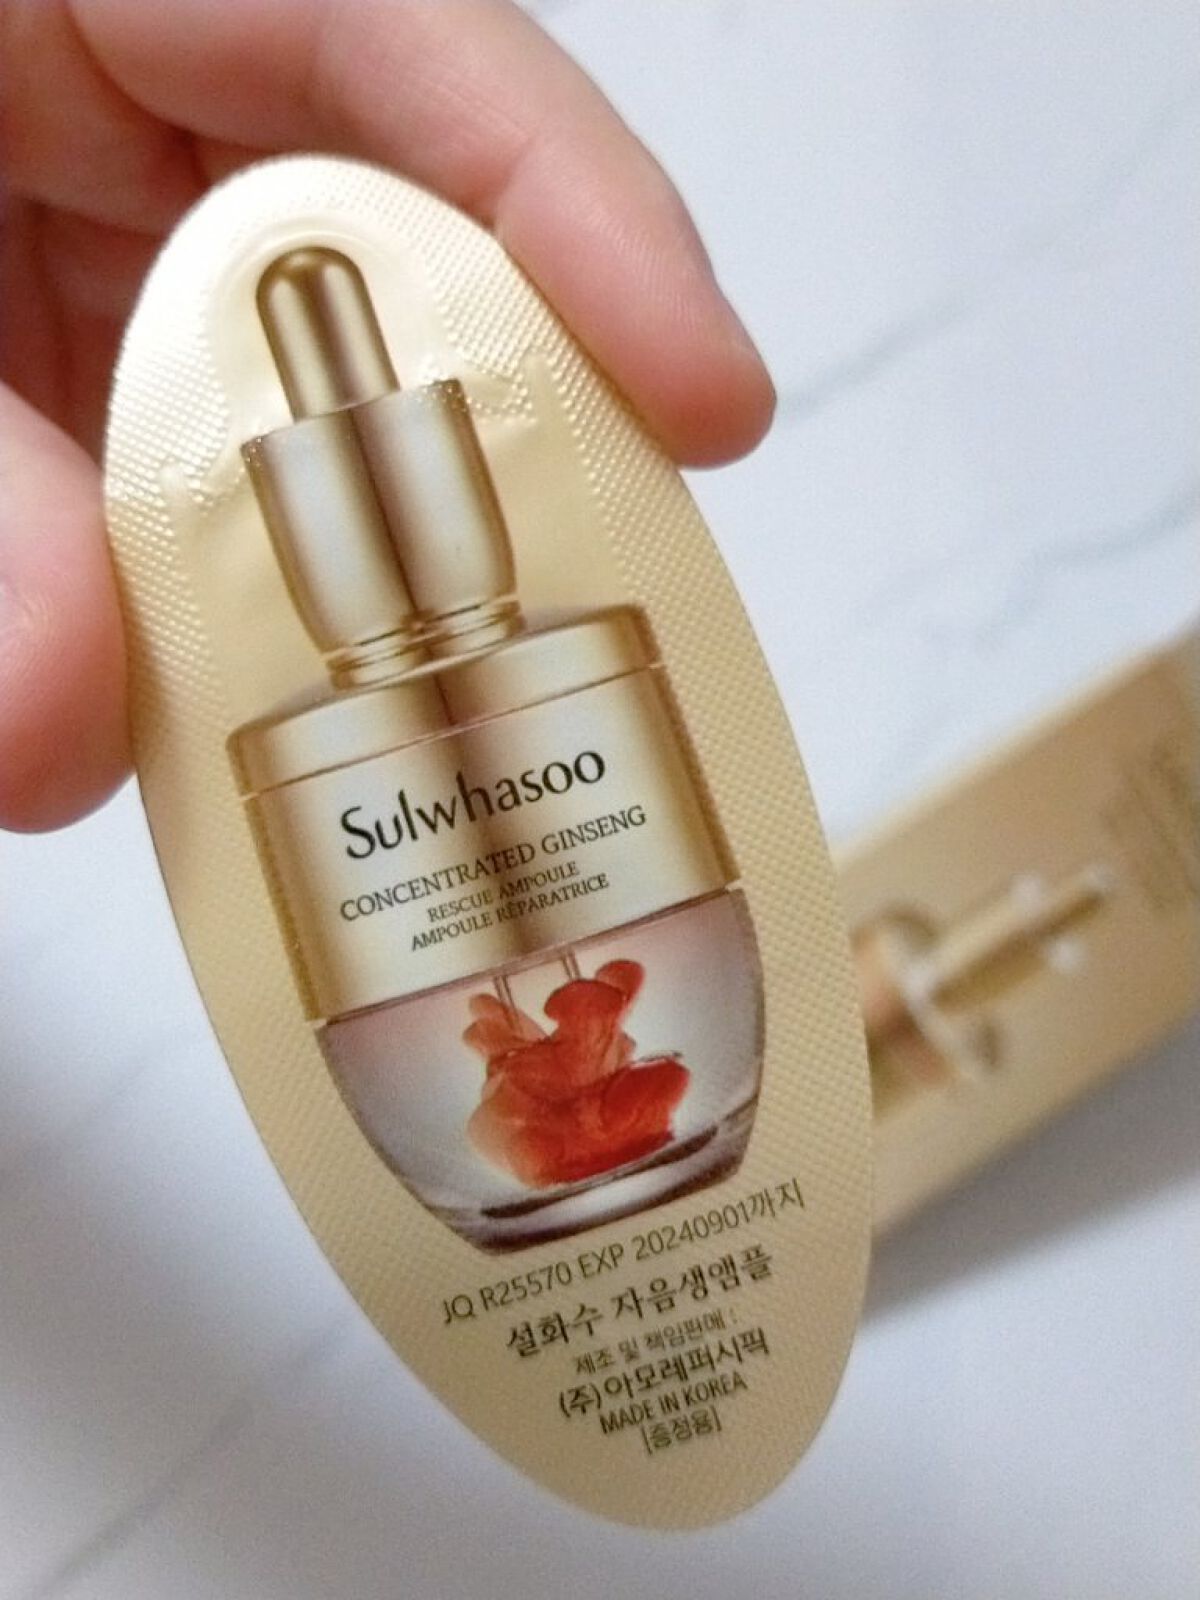 Sulwhasoo
CONCENTRATED GINSENG
RESCUE AMPOULE
AMPOULE RÉPARATRICE
JQ R25570 EXP 20240901까지
설화수 자음생앰플
제조 및 책임판매 :
(주)아모레퍼시픽
MADE IN KOREA
[증정용]